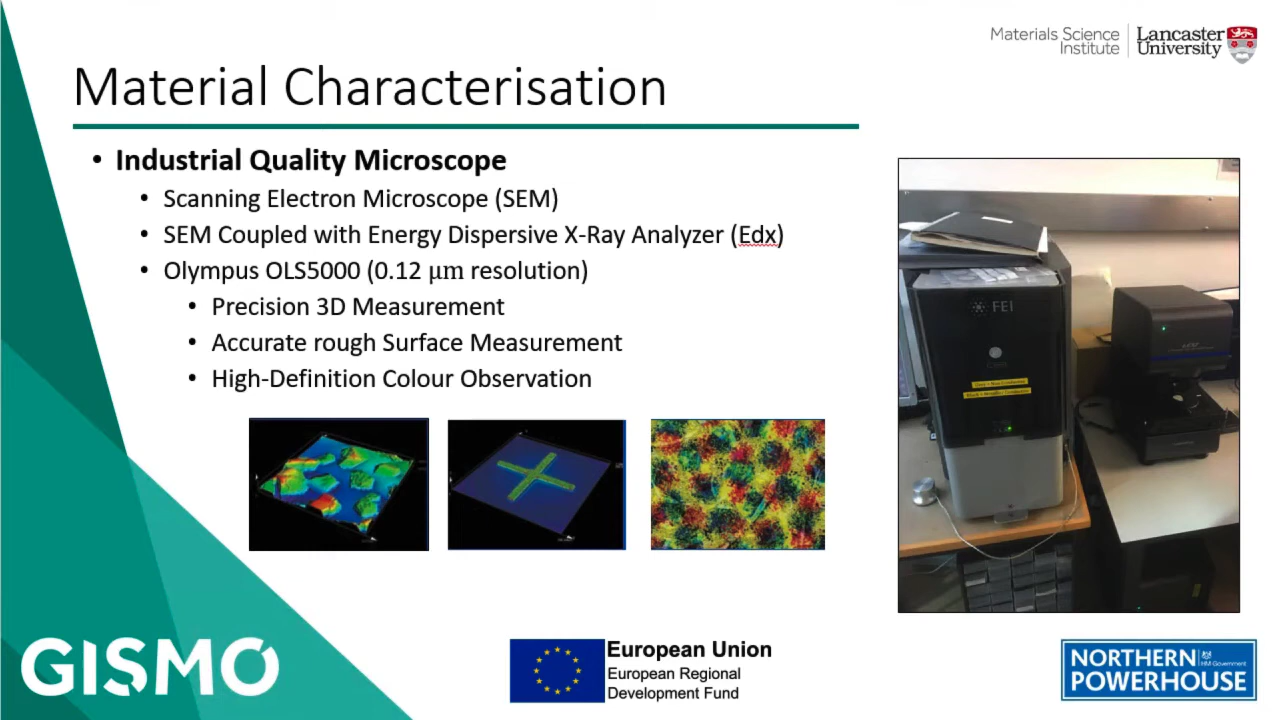 Materials Science
Institute
Lancaster
University
Material Characterisation
• Industrial Quality Microscope
• Scanning Electron Microscope (SEM)
• SEM Coupled with Energy Dispersive X-Ray Analyzer (Edx)
• Olympus OLS5000 (0.12 μm resolution)
• Precision 3D Measurement
• Accurate rough Surface Measurement
• High-Definition Colour Observation
FEI
GISMO
European Union
European Regional
Development Fund
NORTHERN
HM Government
POWERHOUSE